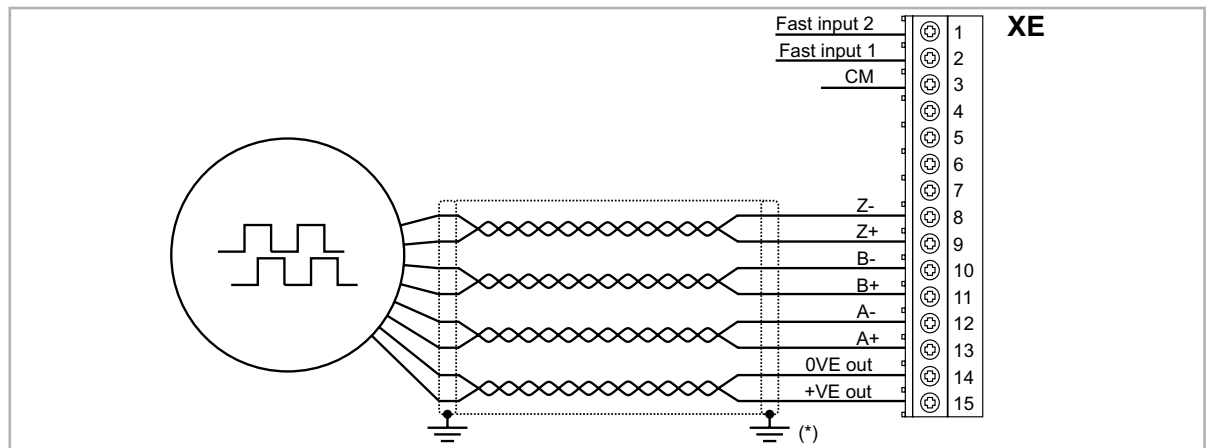 Fast input 2
1
XE
Fast input 1
2
CM
3
4
5
6
7
Z-
8
Z+
9
B-
10
B+
11
A-
12
A+
13
0VE out
14
+VE out
15
(*)